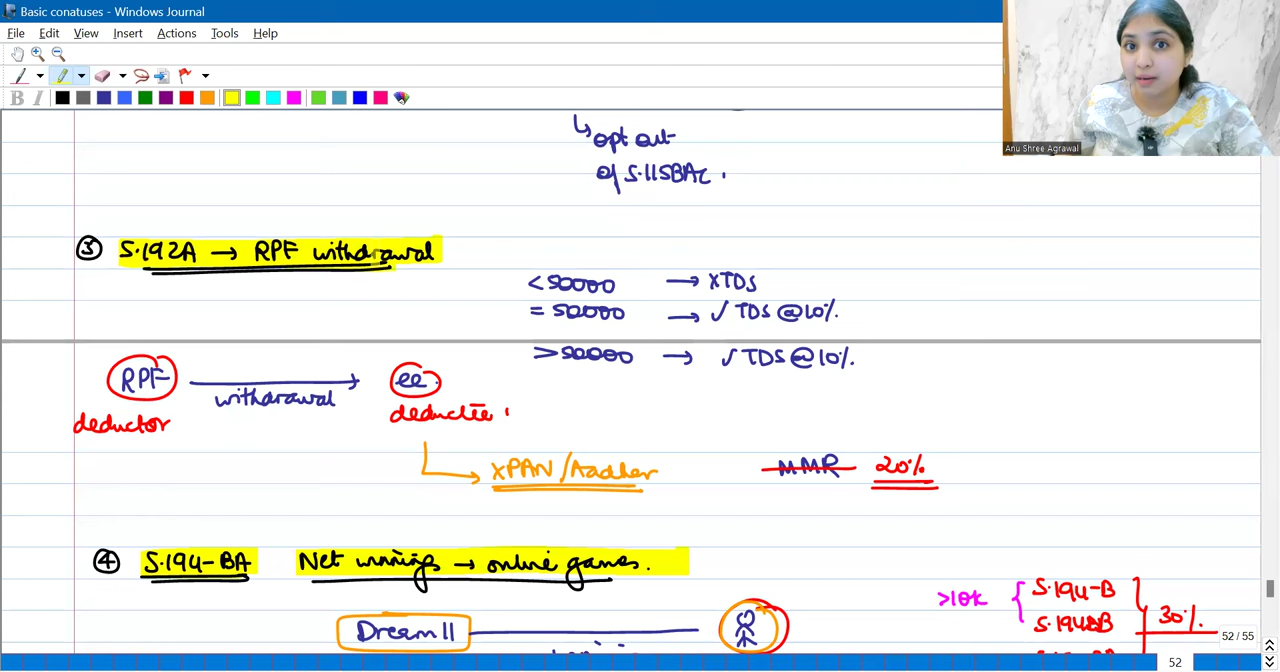 Basic conatuses - Windows Journal
File Edit View Insert Actions Tools Help
B I
Anu Shree Agrawal
↳ opt out
of S.115BAC.
③ S.192A → RPF withdrawal
< 50000 → XTDS
= 50000 → ✓ TDS @10%.
> 50000 → ✓ TDS @10%.
RPF → ee.
withdrawal
deductor deductee.
XPAN/Aadhar MMR 20%
④ S.194-BA Net winnings → online games.
>10k { S.194-B
S.194BB 30%.
Dream11
52 / 55
52